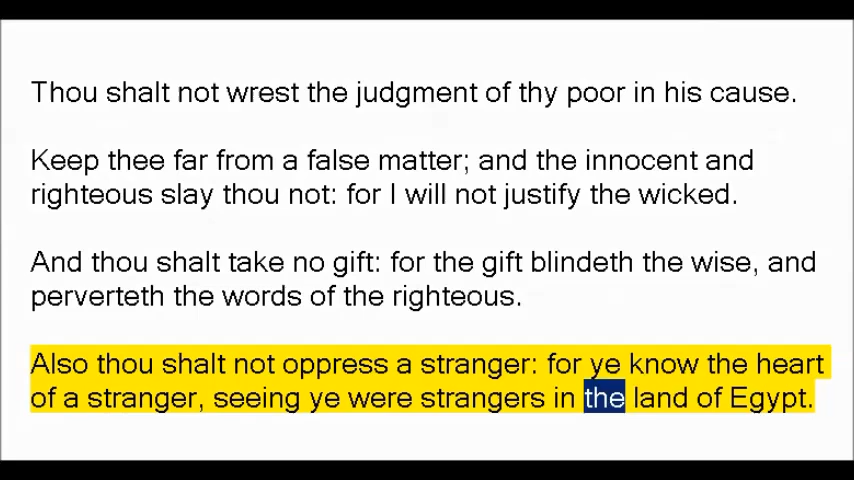 Thou shalt not wrest the judgment of thy poor in his cause.
Keep thee far from a false matter; and the innocent and
righteous slay thou not: for I will not justify the wicked.
And thou shalt take no gift: for the gift blindeth the wise, and
perverteth the words of the righteous.
Also thou shalt not oppress a stranger: for ye know the heart
of a stranger, seeing ye were strangers in the land of Egypt.